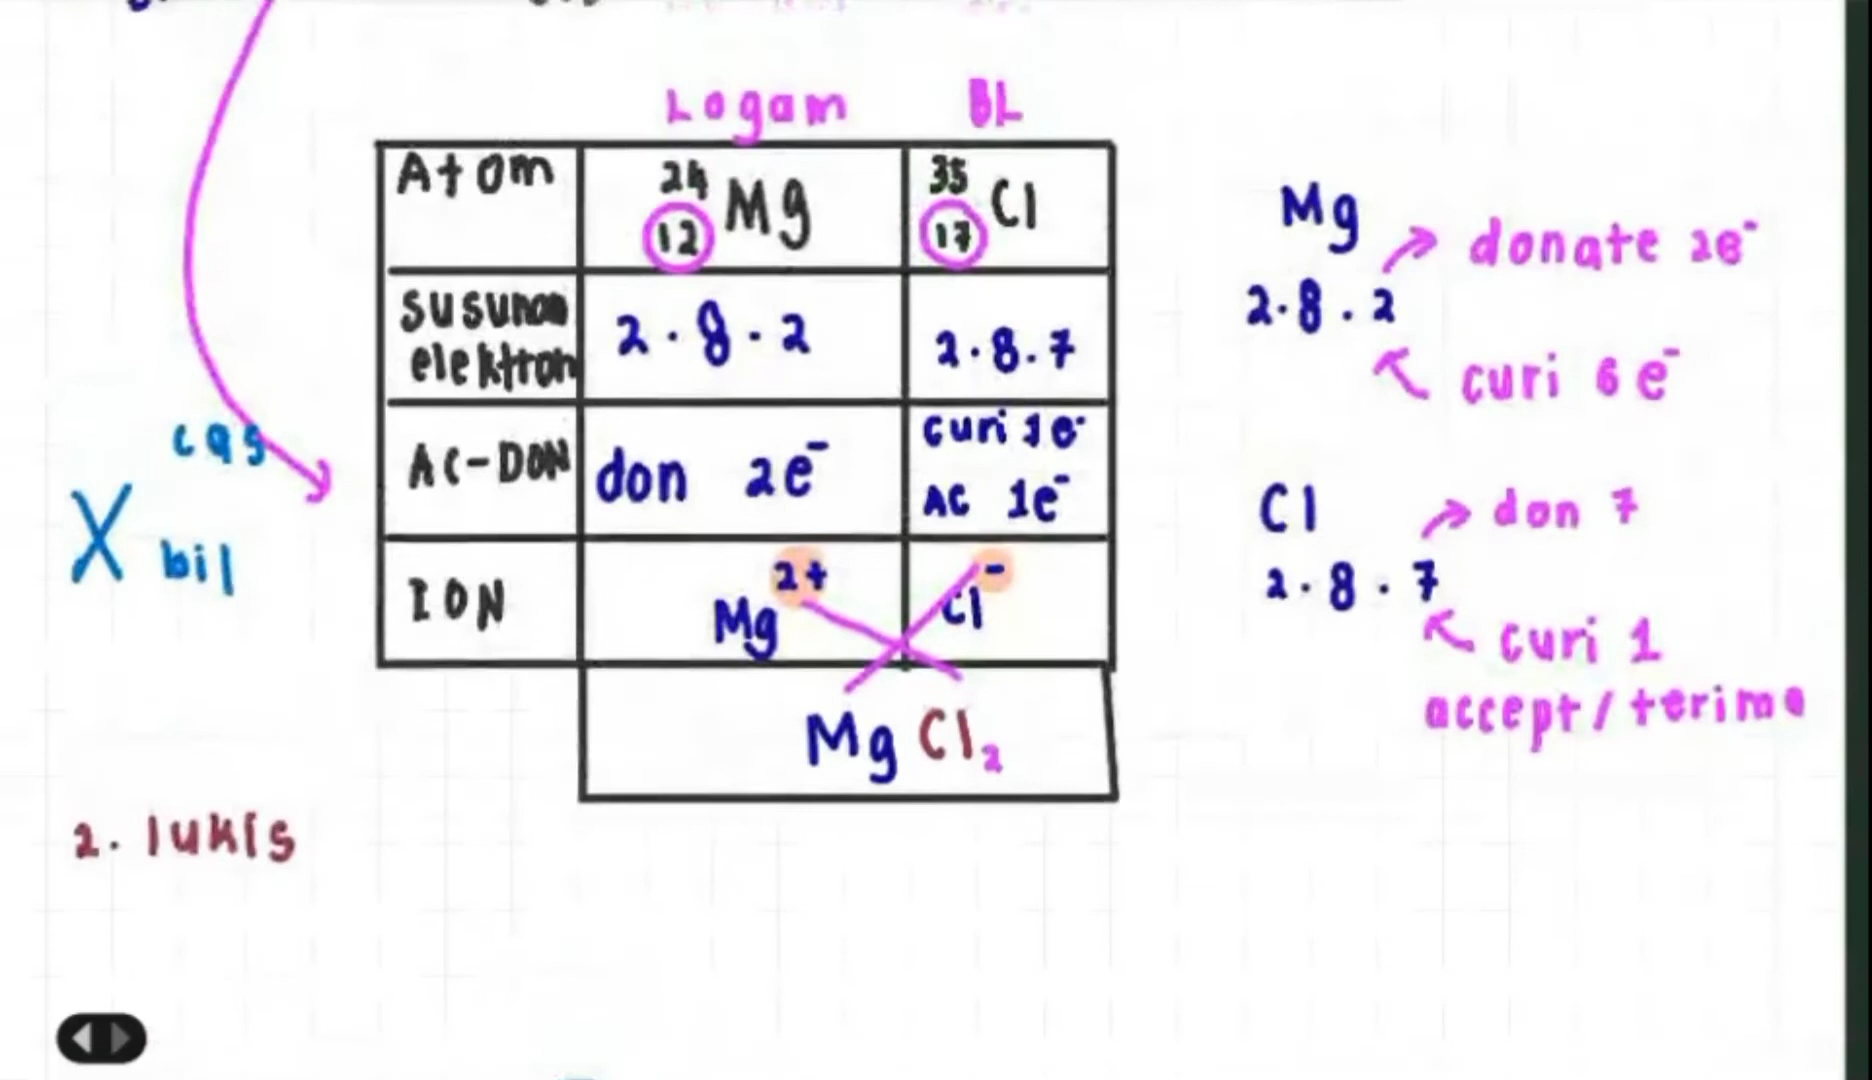 Logam BL
Atom 24 12 Mg 35 17 Cl
susunan elektron 2.8.2 2.8.7
AC-DON don 2e⁻ curi 1e⁻
AC 1e⁻
ION Mg²⁺ Cl⁻
MgCl₂
cas
X bil
Mg
donate 2e⁻
2.8.2
curi 6e⁻
Cl
don 7
2.8.7
curi 1
accept/terima
2. lukis